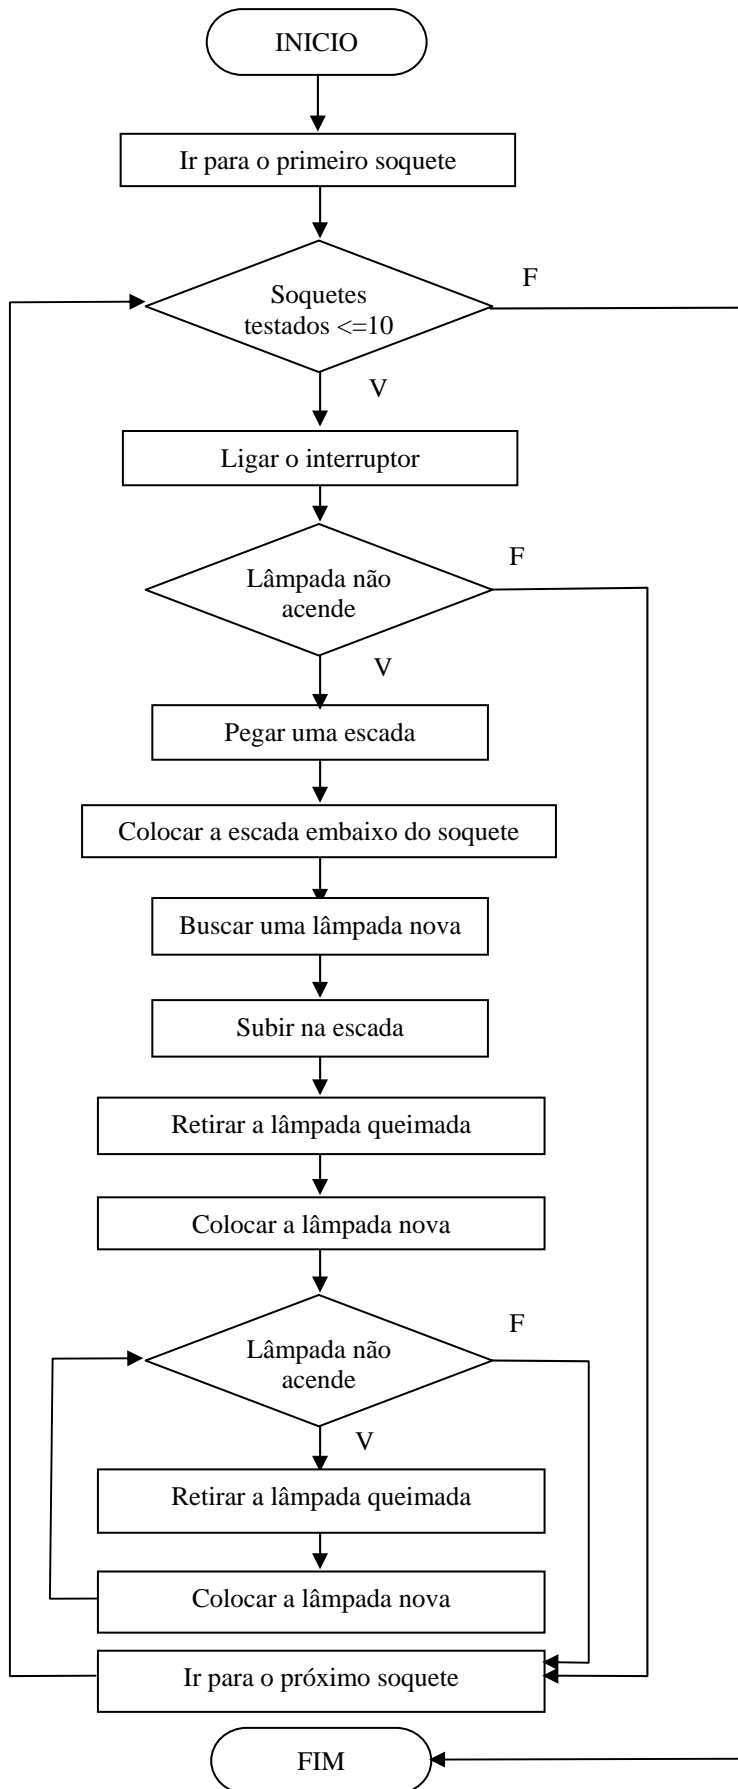 INICIO
Ir para o primeiro soquete
Soquetes
testados <=10
F
V
Ligar o interruptor
Lâmpada não
acende
F
V
Pegar uma escada
Colocar a escada embaixo do soquete
Buscar uma lâmpada nova
Subir na escada
Retirar a lâmpada queimada
Colocar a lâmpada nova
Lâmpada não
acende
F
V
Retirar a lâmpada queimada
Colocar a lâmpada nova
Ir para o próximo soquete
FIM